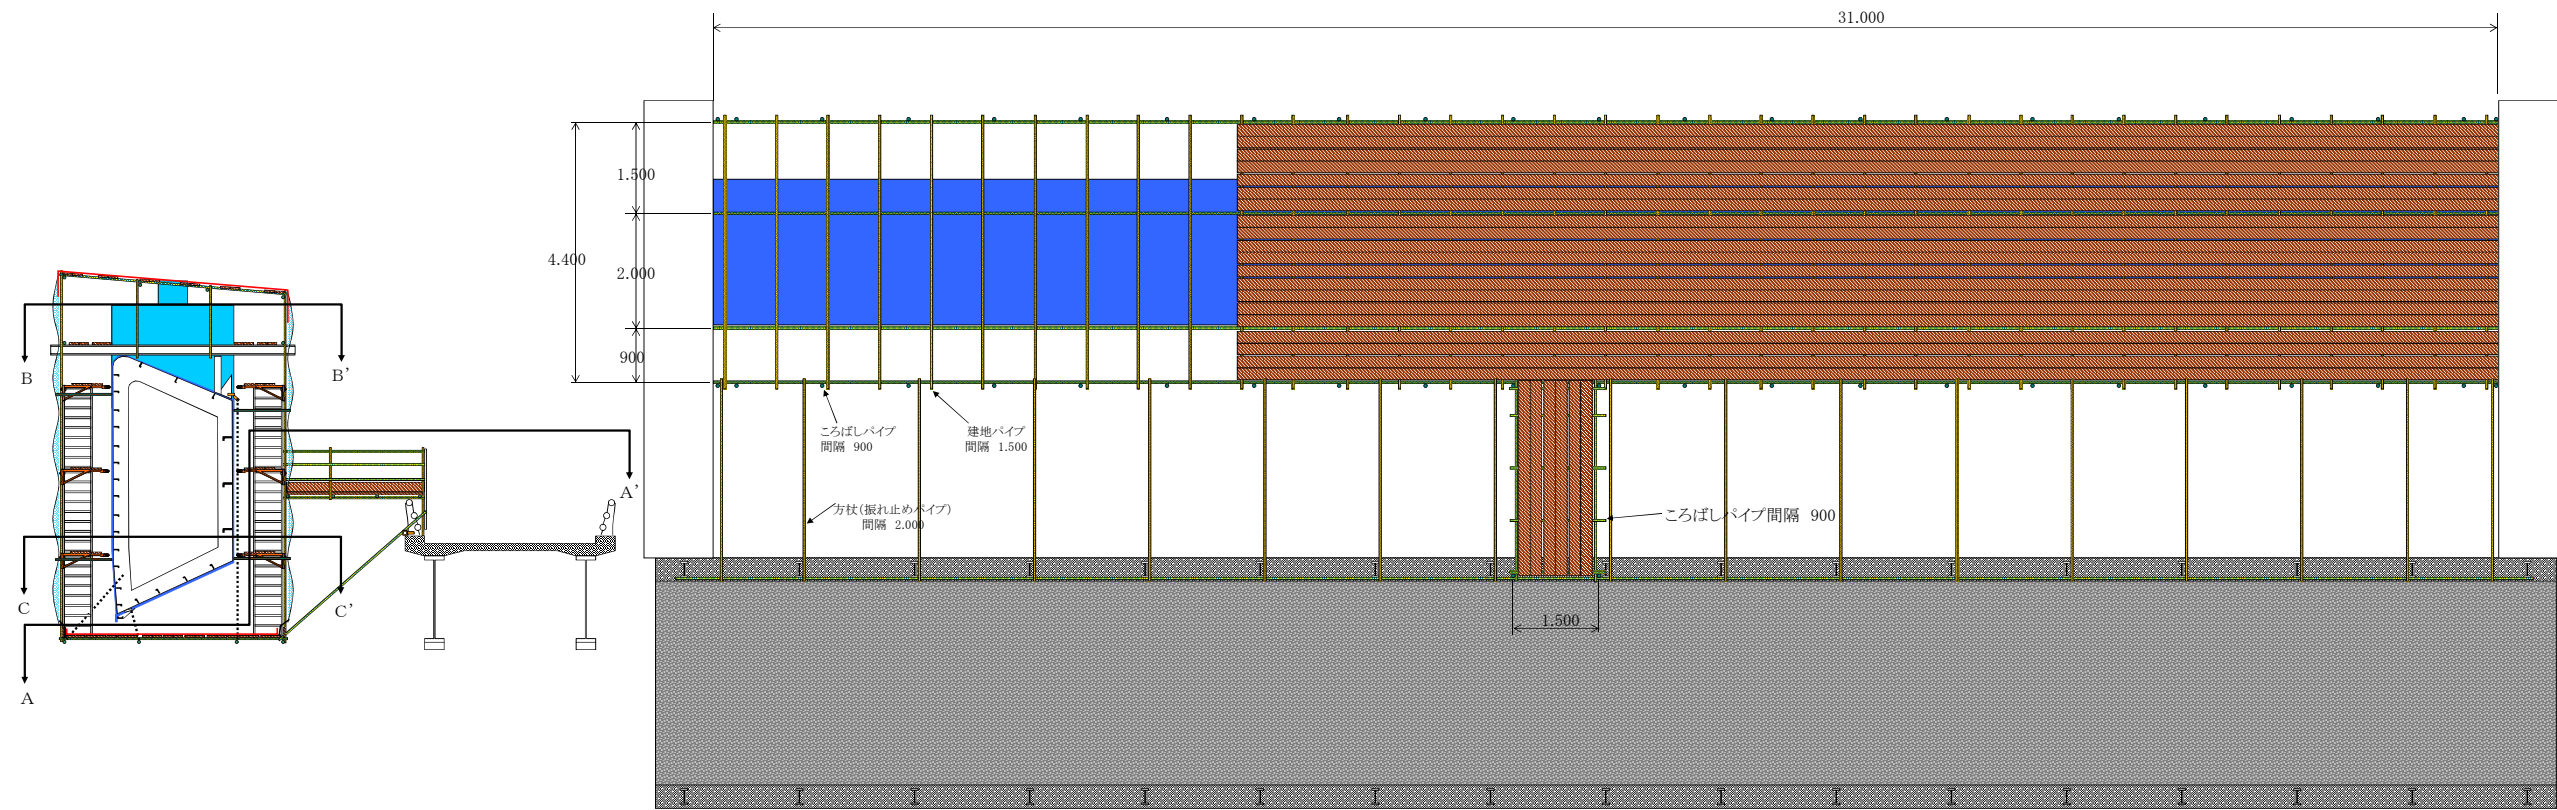 31.000
1.500
4.400
2.000
900
B
B'
ころばしパイプ
間隔 900
建地パイプ
間隔 1.500
A'
方杖(振れ止めパイプ)
間隔 2.000
ころばしパイプ間隔 900
C
C'
1.500
A